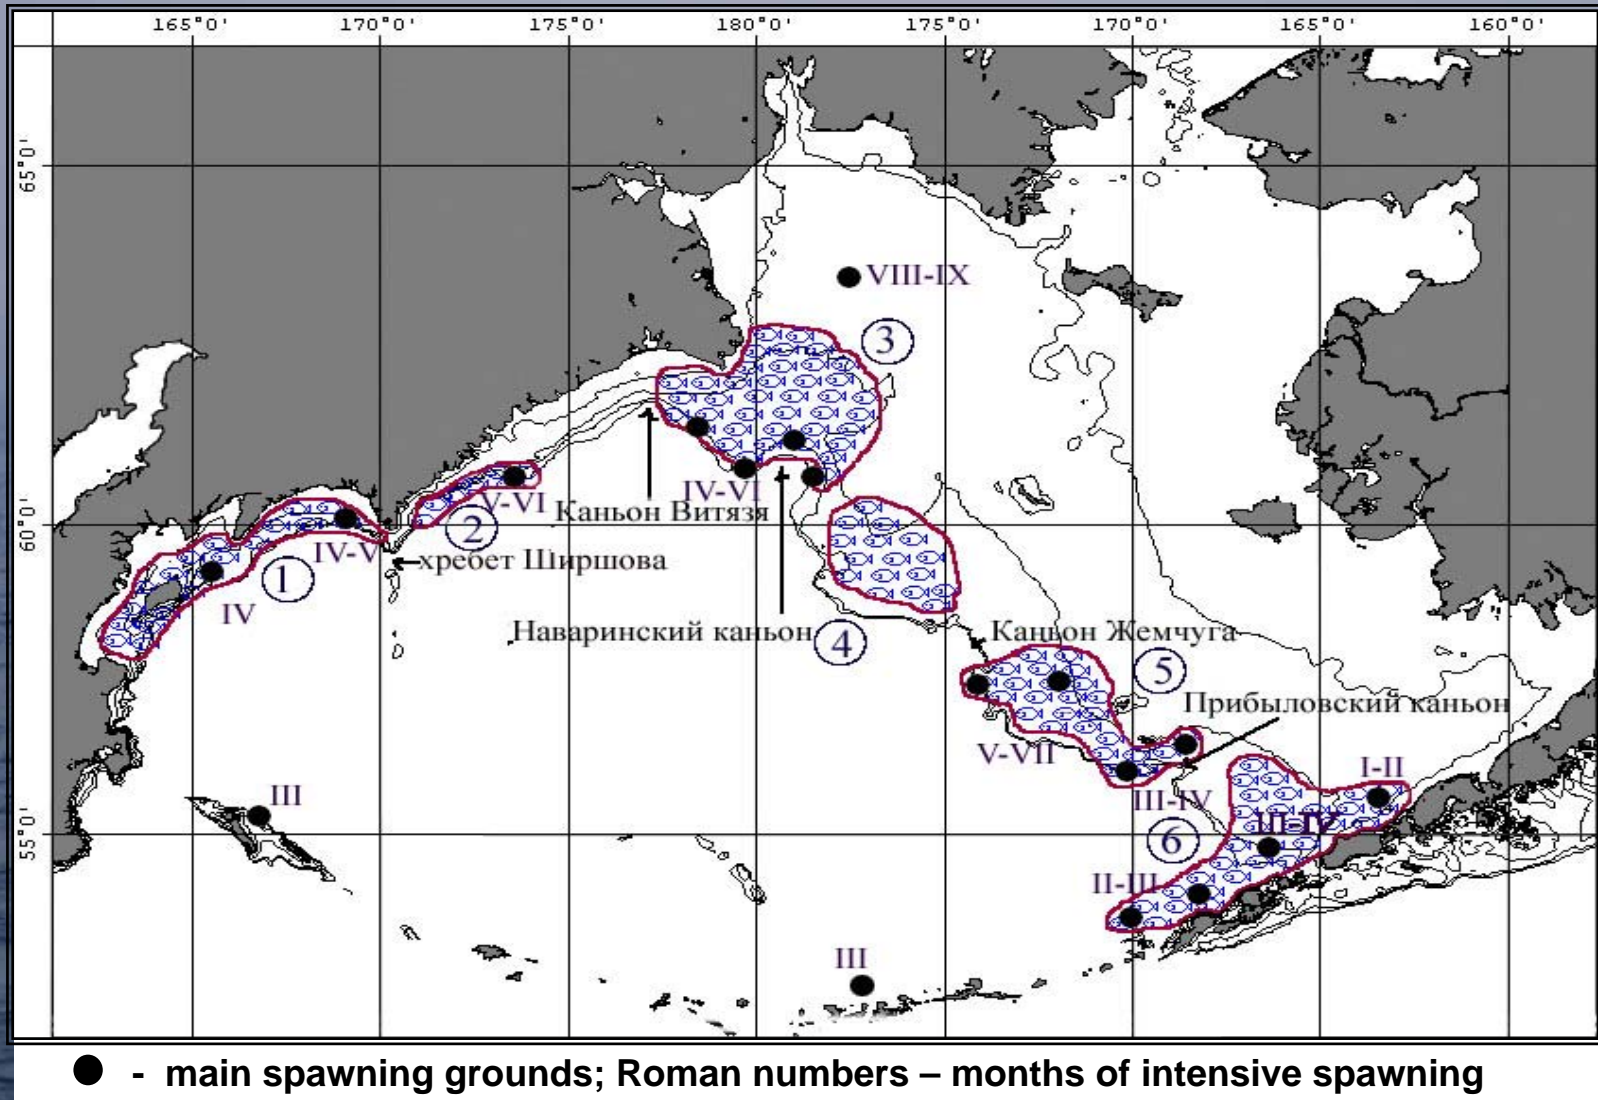 165°0' 170°0' 175°0' 180°0' 175°0' 170°0' 165°0' 160°0'
65°0'
VIII-IX
3
V-VI
IV-VI
Каньон Витязя
2
60°0'
IV-V
хребет Ширшова
1
IV
Наваринский каньон
4
Каньон Жемчуга
5
Прибыловский каньон
V-VII
I-II
III
III-IV
55°0'
III-IV
6
II-III
III
● - main spawning grounds; Roman numbers – months of intensive spawning